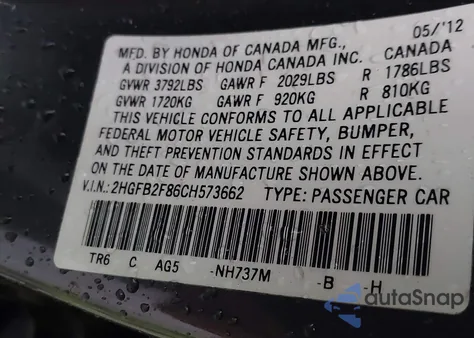 05/'12
MFD. BY HONDA OF CANADA MFG., CANADA
A DIVISION OF HONDA CANADA INC.
GVWR 3792LBS GAWR F 2029LBS R 1786LBS
GVWR 1720KG GAWR F 920KG R 810KG
THIS VEHICLE CONFORMS TO ALL APPLICABLE
FEDERAL MOTOR VEHICLE SAFETY, BUMPER,
AND THEFT PREVENTION STANDARDS IN EFFECT
ON THE DATE OF MANUFACTURE SHOWN ABOVE.
V.I.N.:2HGFB2F86CH573662 TYPE: PASSENGER CAR
TR6 C AG5 -NH737M -B -H
autaSnap